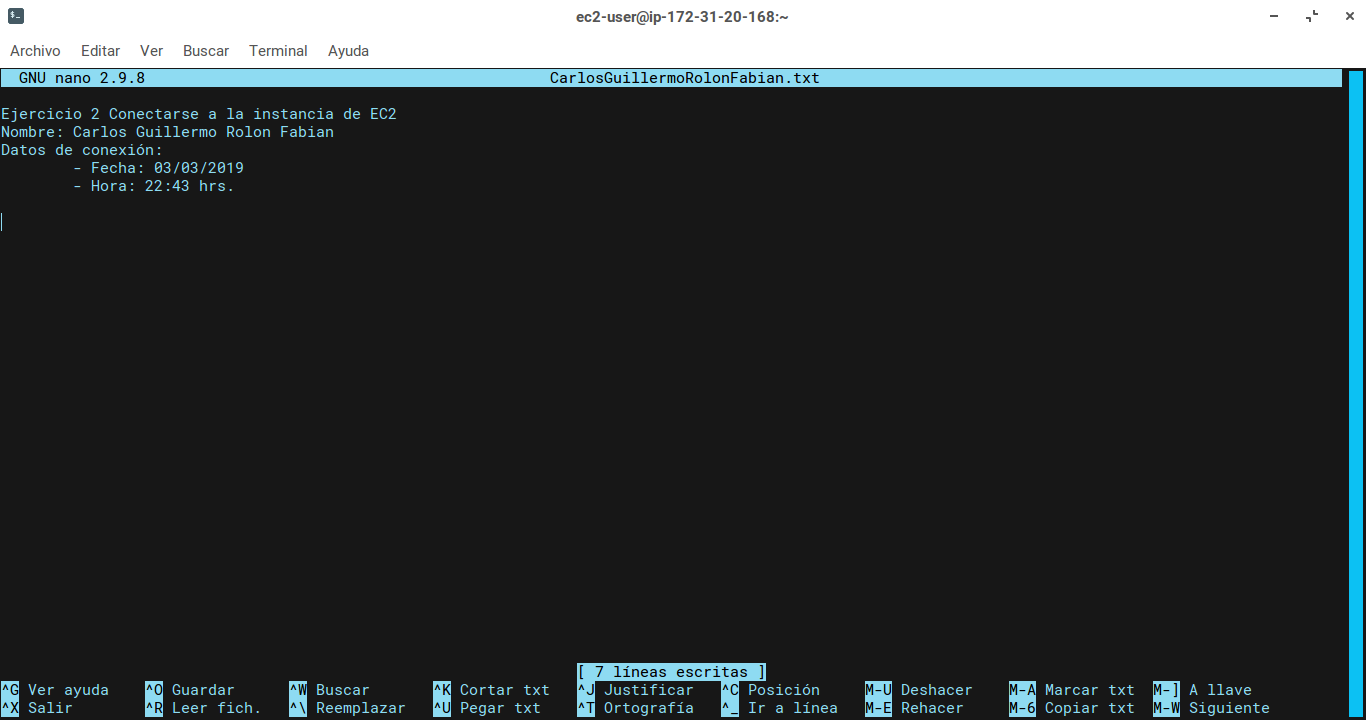 ec2-user@ip-172-31-20-168:~
Archivo Editar Ver Buscar Terminal Ayuda
GNU nano 2.9.8 CarlosGuillermoRolonFabian.txt
Ejercicio 2 Conectarse a la instancia de EC2
Nombre: Carlos Guillermo Rolon Fabian
Datos de conexión:
- Fecha: 03/03/2019
- Hora: 22:43 hrs.
[ 7 líneas escritas ]
^G Ver ayuda ^O Guardar ^W Buscar ^K Cortar txt ^J Justificar ^C Posición M-U Deshacer M-A Marcar txt M-] A llave
^X Salir ^R Leer fich. ^\ Reemplazar ^U Pegar txt ^T Ortografía ^_ Ir a línea M-E Rehacer M-6 Copiar txt M-W Siguiente